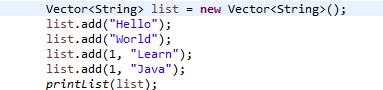 Vector<String> list = new Vector<String>();
list.add("Hello");
list.add("World");
list.add(1, "Learn");
list.add(1, "Java");
printList(list);